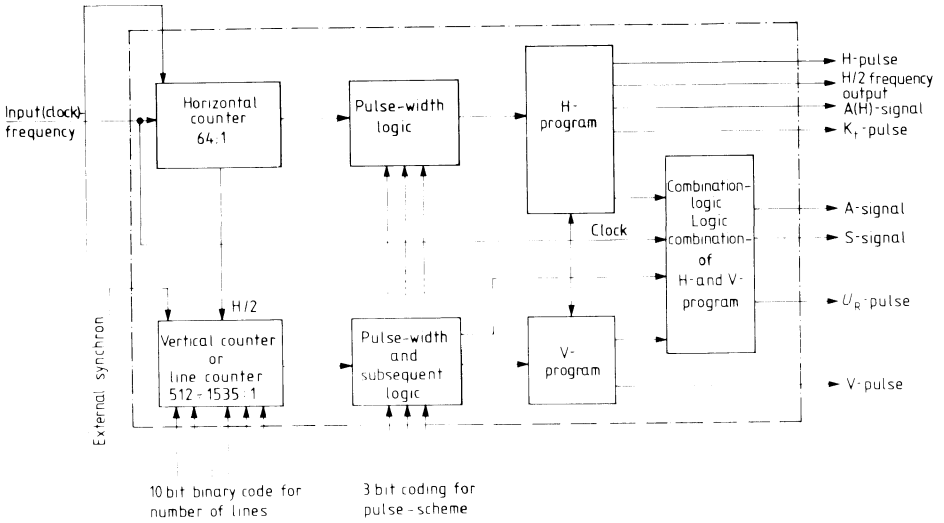 Input(clock)-
frequency
External synchron
Horizontal
counter
64:1
Pulse-width
logic
H-
program
H-pulse
H/2 frequency
output
A(H)-signal
K₊-pulse
Clock
Combination-
logic
Logic
combination-
of
H-and V-
program
A-signal
S-signal
U_R-pulse
V-pulse
H/2
Vertical counter
or
line counter
512÷1535:1
Pulse-width
and
subsequent
logic
V-
program
10 bit binary code for
number of lines
3 bit coding for
pulse-scheme